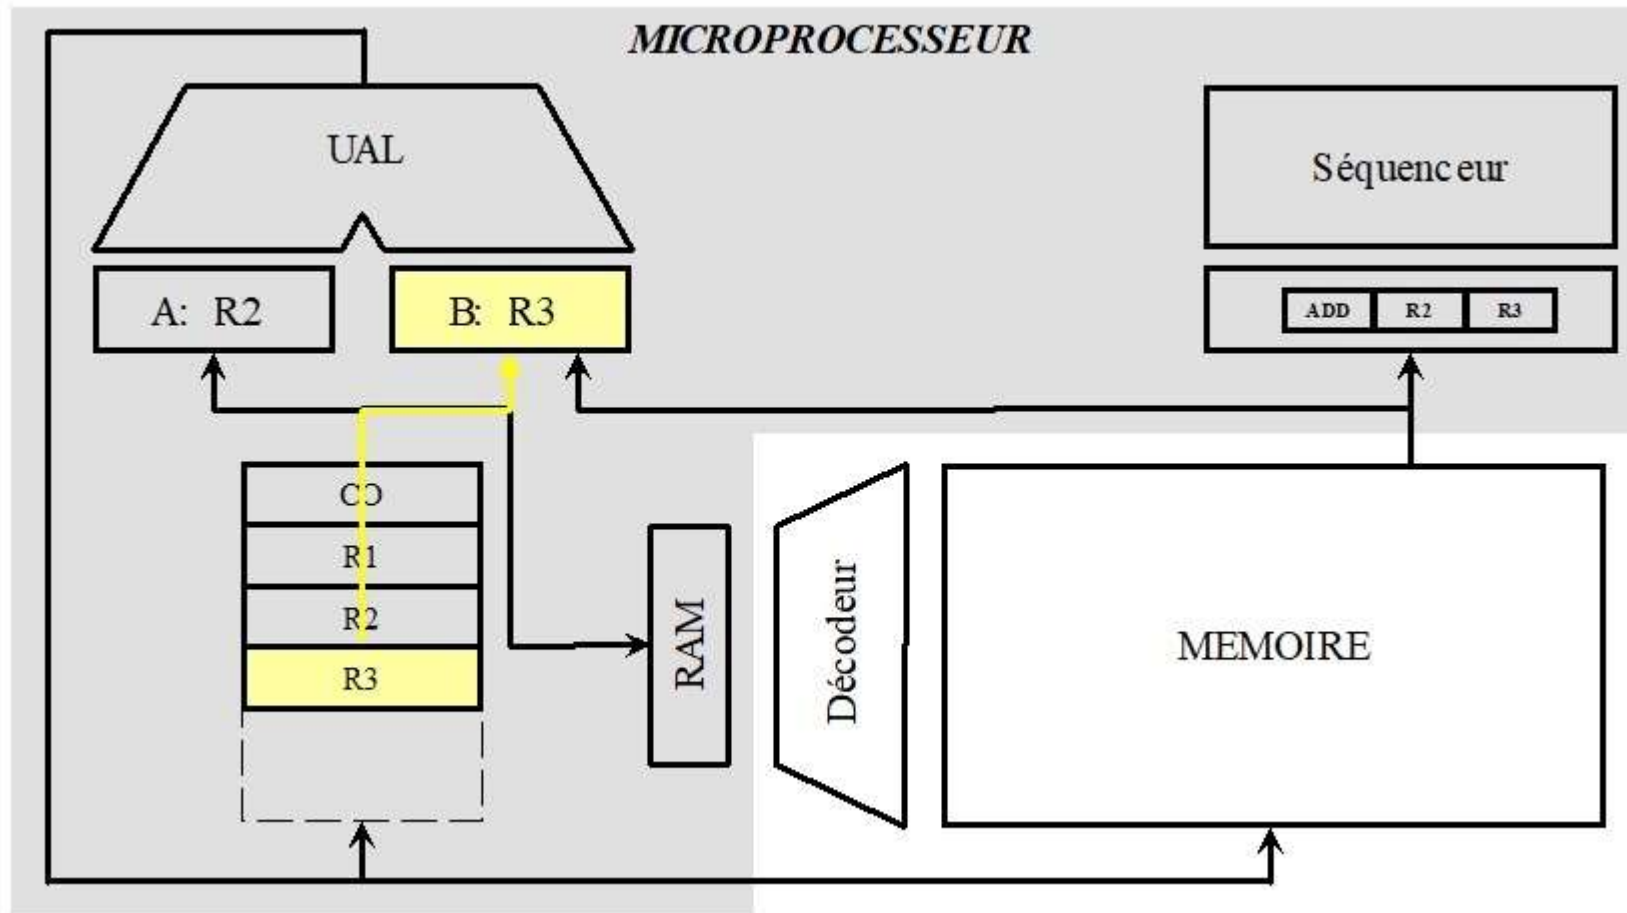 MICROPROCESSEUR
UAL
Séquenceur
A: R2
B: R3
ADD R2 R3
CO
R1
R2
R3
RAM
Décodeur
MEMOIRE